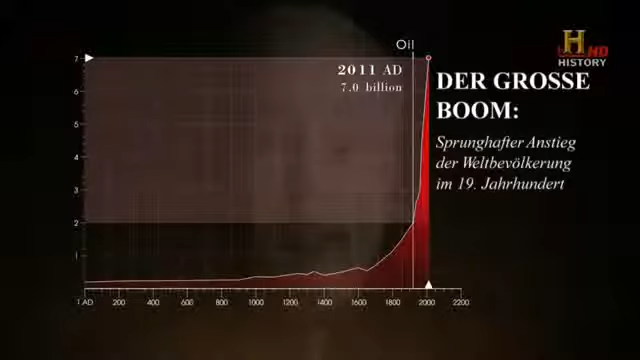 Oil
H HD
HISTORY
2011 AD
7.0 billion
DER GROSSE
BOOM:
Sprunghafter Anstieg
der Weltbevölkerung
im 19. Jahrhundert
7
6
5
4
3
2
1
1 AD 200 400 600 800 1000 1200 1400 1600 1800 2000 2200